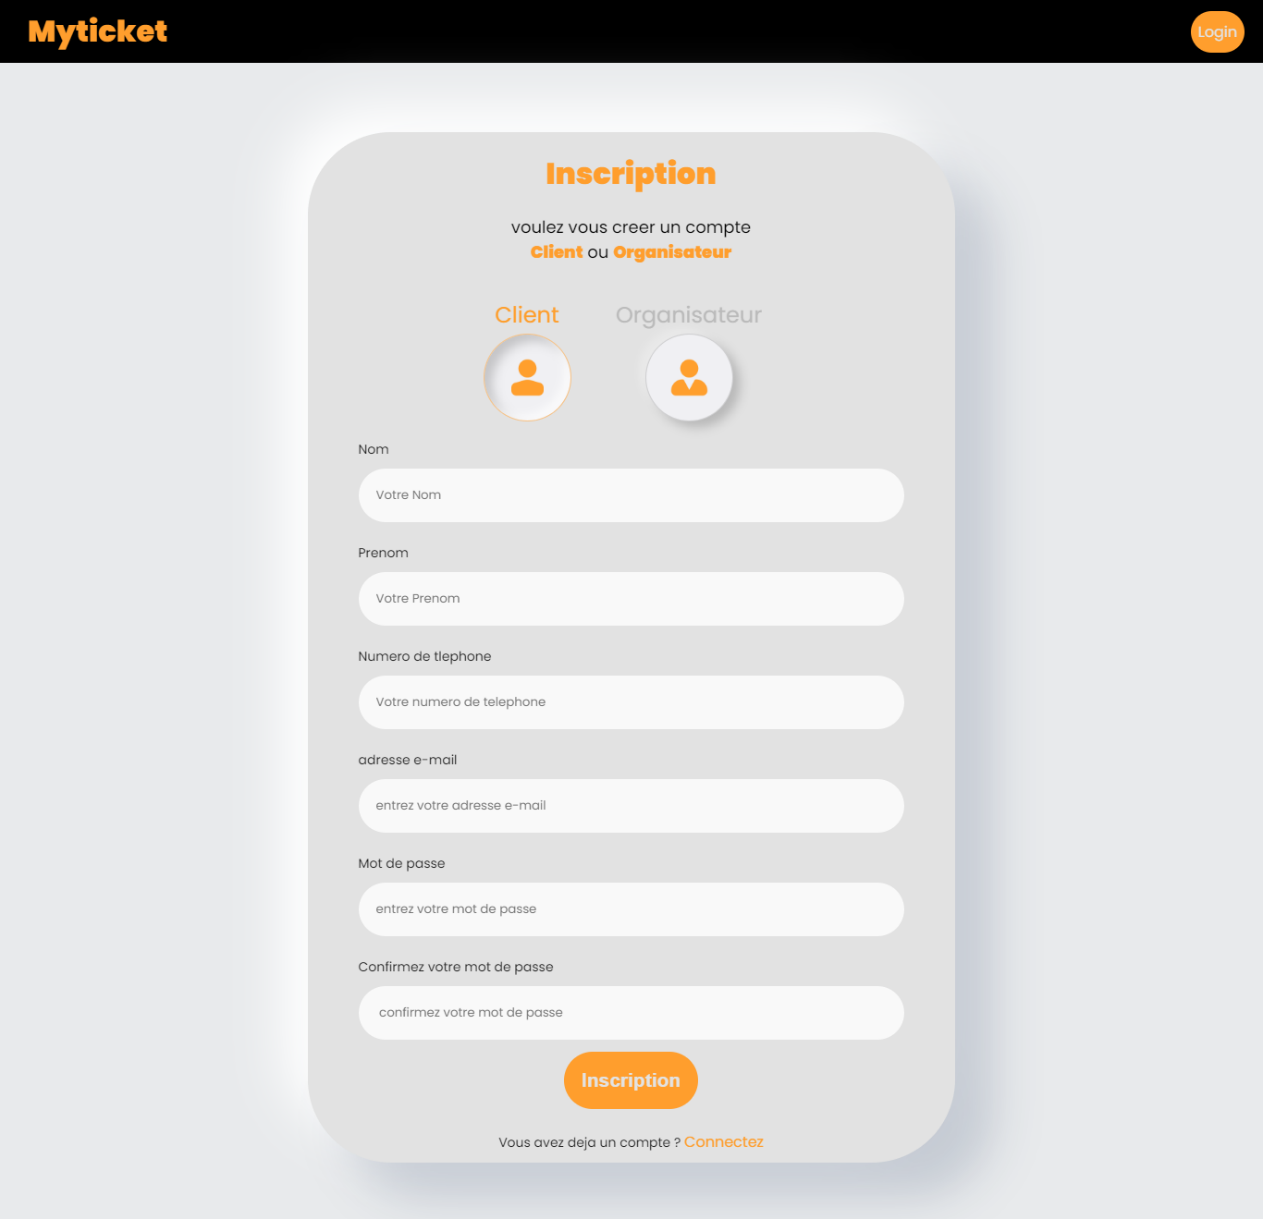 Myticket
Login
Inscription
voulez vous creer un compte
Client ou Organisateur
Client
Organisateur
Nom
Votre Nom
Prenom
Votre Prenom
Numero de tlephone
Votre numero de telephone
adresse e-mail
entrez votre adresse e-mail
Mot de passe
entrez votre mot de passe
Confirmez votre mot de passe
confirmez votre mot de passe
Inscription
Vous avez deja un compte ? Connectez